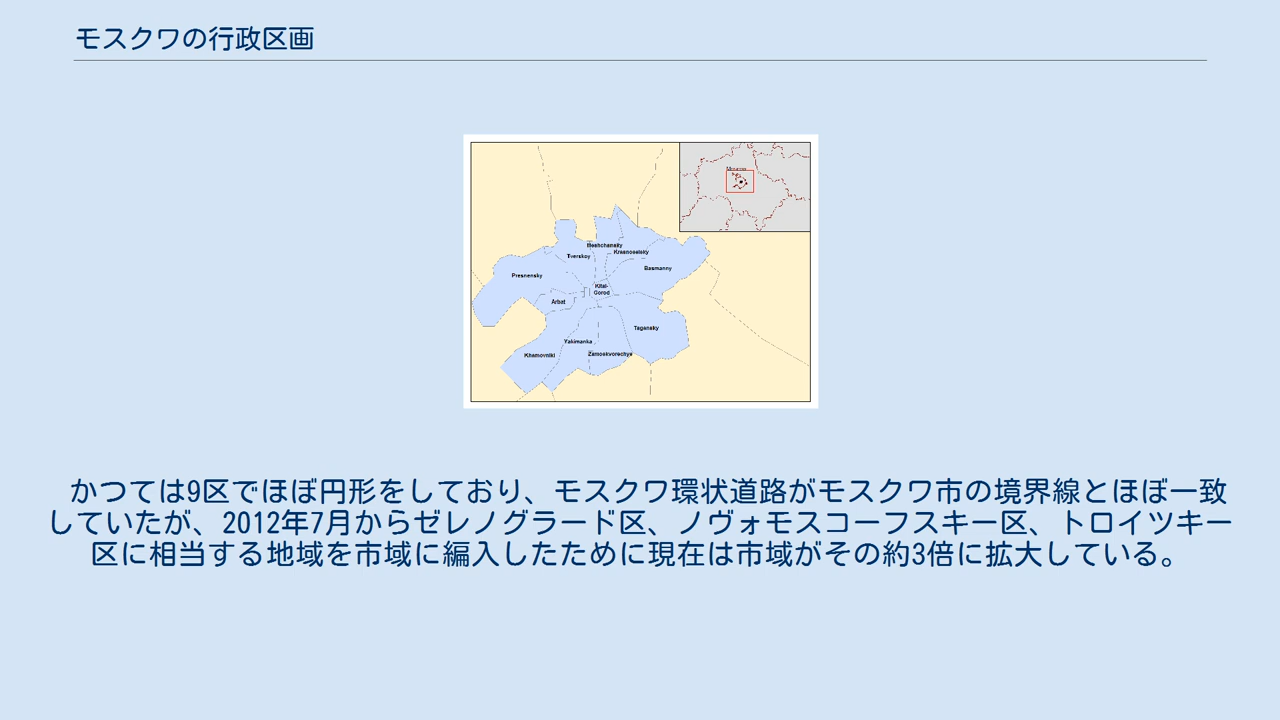 モスクワの行政区画
Moscow
Meshchansky
Krasnoselsky
Tverskoy
Basmanny
Presnensky
Kitai-
Gorod
Arbat
Tagansky
Yakimanka
Khamovniki
Zamoskvorechye
かつては9区でほぼ円形をしており、モスクワ環状道路がモスクワ市の境界線とほぼ一致
していたが、2012年7月からゼレノグラード区、ノヴォモスコーフスキー区、トロイツキー
区に相当する地域を市域に編入したために現在は市域がその約3倍に拡大している。